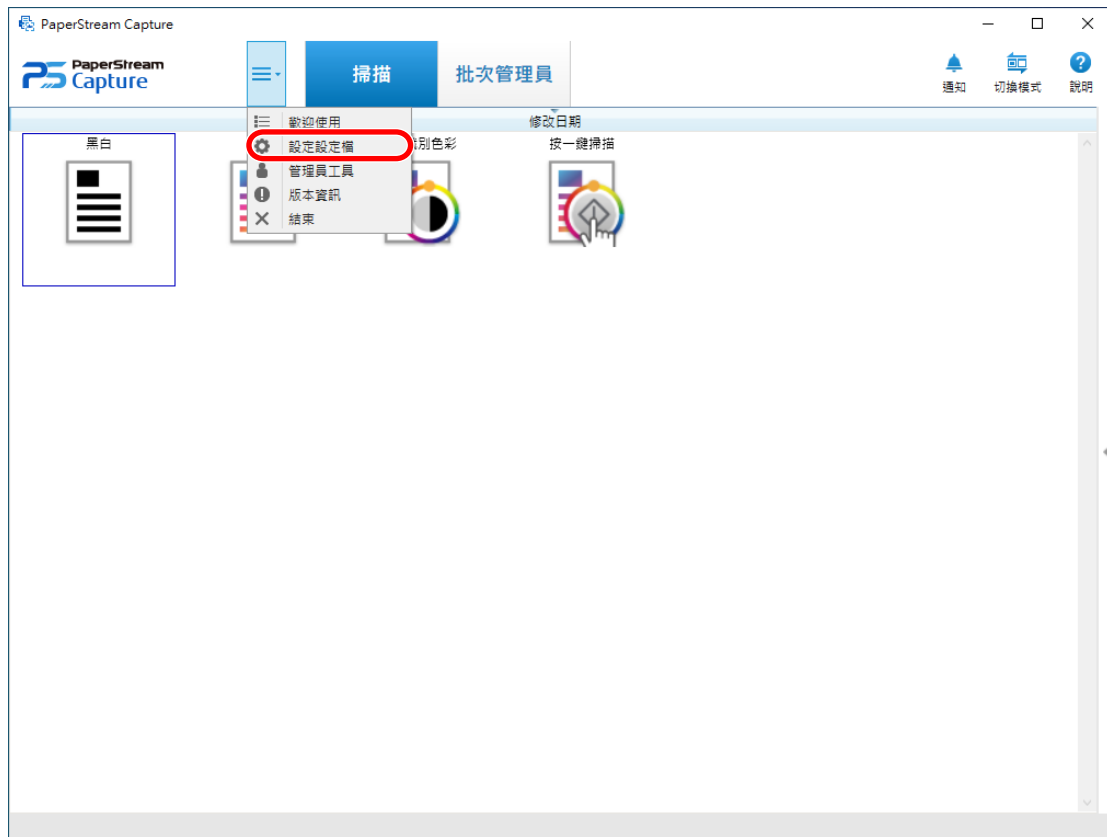 PaperStream Capture
PaperStream
Capture
掃描
批次管理員
通知
切換模式
說明
修改日期
歡迎使用
設定設定檔
管理員工具
版本資訊
結束
黑白
別色彩
按一鍵掃描